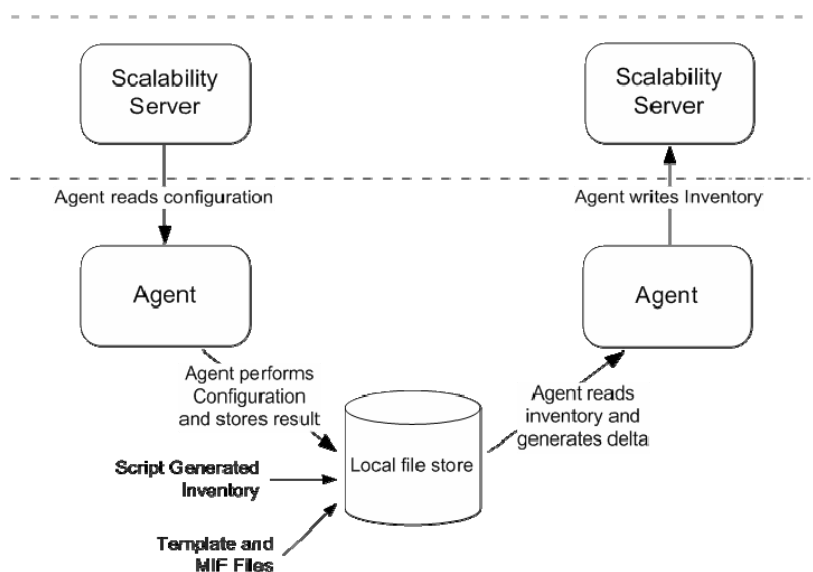 Scalability
Server
Scalability
Server
Agent reads configuration
Agent writes Inventory
Agent
Agent
Agent performs
Configuration
and stores result
Agent reads
inventory and
generates delta
Local file store
Script Generated
Inventory
Template and
MIF Files